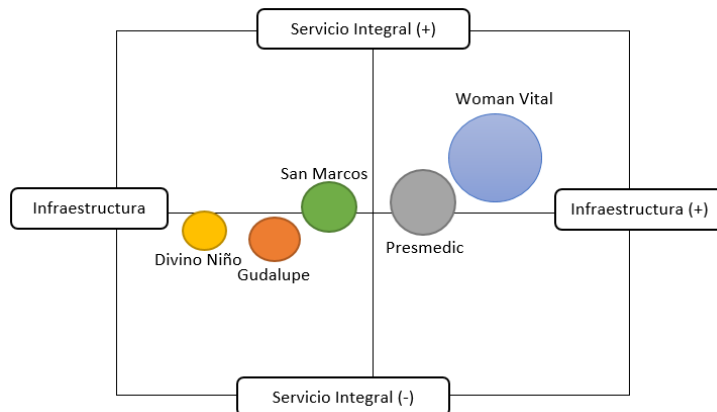 Servicio Integral (+)
Woman Vital
San Marcos
Infraestructura
Infraestructura (+)
Divino Niño
Gudalupe
Presmedic
Servicio Integral (-)